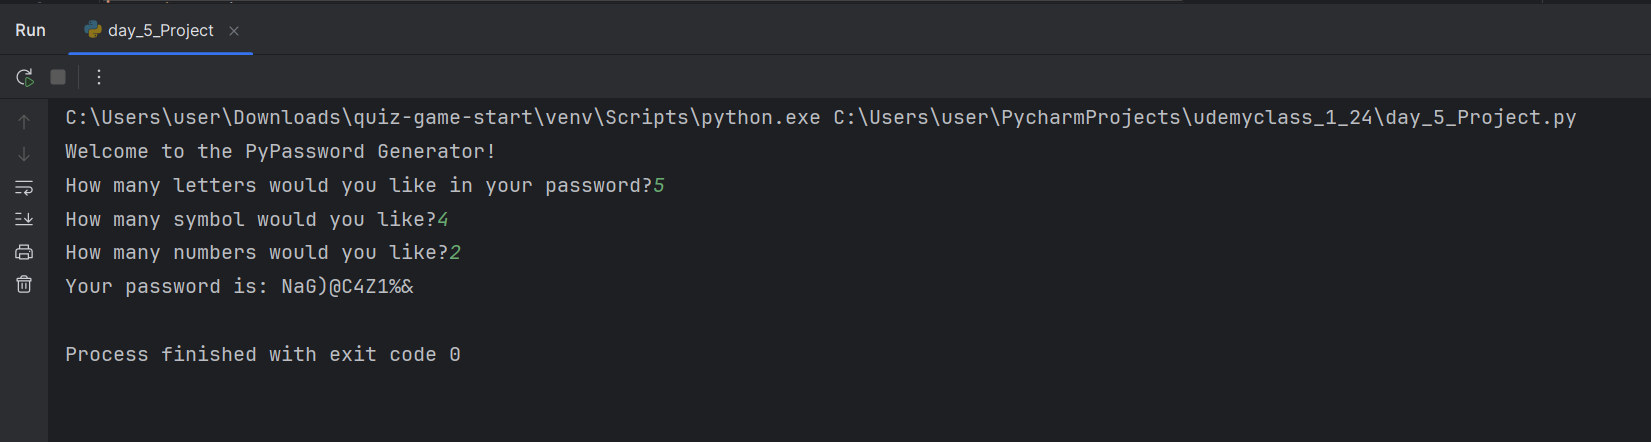 Run day_5_Project
C:\Users\user\Downloads\quiz-game-start\venv\Scripts\python.exe C:\Users\user\PycharmProjects\udemyclass_1_24\day_5_Project.py
Welcome to the PyPassword Generator!
How many letters would you like in your password?5
How many symbol would you like?4
How many numbers would you like?2
Your password is: NaG)@C4Z1%&
Process finished with exit code 0